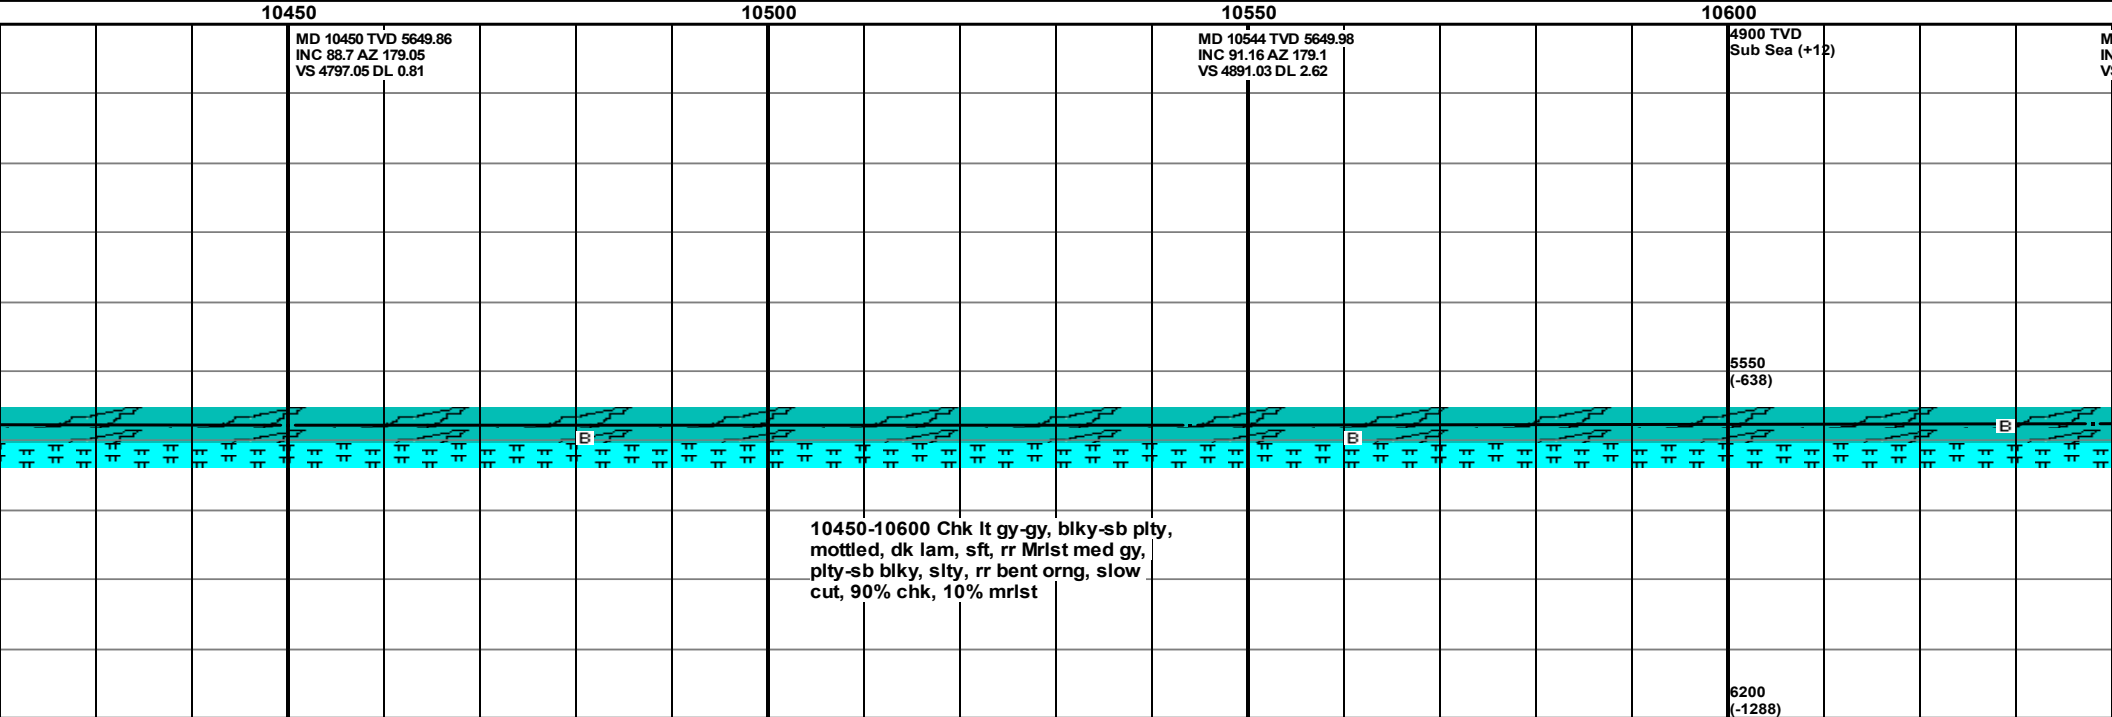 10450 10500 10550 10600
MD 10450 TVD 5649.86
INC 88.7 AZ 179.05
VS 4797.05 DL 0.81
MD 10544 TVD 5649.98
INC 91.16 AZ 179.1
VS 4891.03 DL 2.62
4900 TVD
Sub Sea (+12)
M
IN
VS
5550
(-638)
B
B
B
10450-10600 Chk lt gy-gy, blky-sb plty,
mottled, dk lam, sft, rr Mrlst med gy,
plty-sb blky, slty, rr bent orng, slow
cut, 90% chk, 10% mrlst
6200
(-1288)